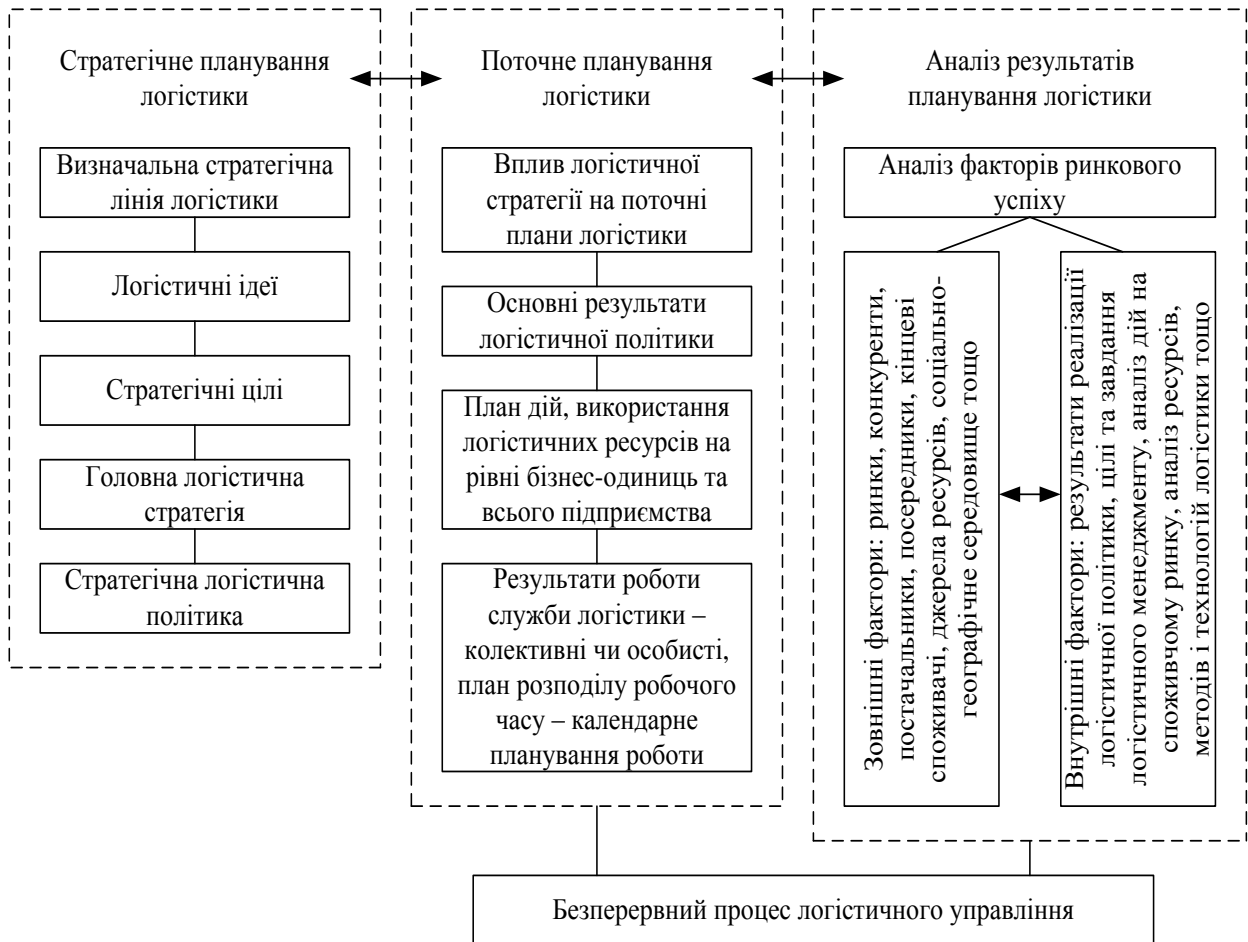 Стратегічне планування
логістики
Визначальна стратегічна
лінія логістики
Логістичні ідеї
Стратегічні цілі
Головна логістична
стратегія
Стратегічна логістична
політика
Поточне планування
логістики
Вплив логістичної
стратегії на поточні
плани логістики
Основні результати
логістичної політики
План дій, використання
логістичних ресурсів на
рівні бізнес-одиниць та
всього підприємства
Результати роботи
служби логістики –
колективні чи особисті,
план розподілу робочого
часу – календарне
планування роботи
Аналіз результатів
планування логістики
Аналіз факторів ринкового
успіху
Зовнішні фактори: ринки, конкуренти,
постачальники, посередники, кінцеві
споживачі, джерела ресурсів, соціально-
географічне середовище тощо
Внутрішні фактори: результати реалізації
логістичної політики, цілі та завдання
логістичного менеджменту, аналіз дій на
споживчому ринку, аналіз ресурсів,
методів і технологій логістики тощо
Безперервний процес логістичного управління